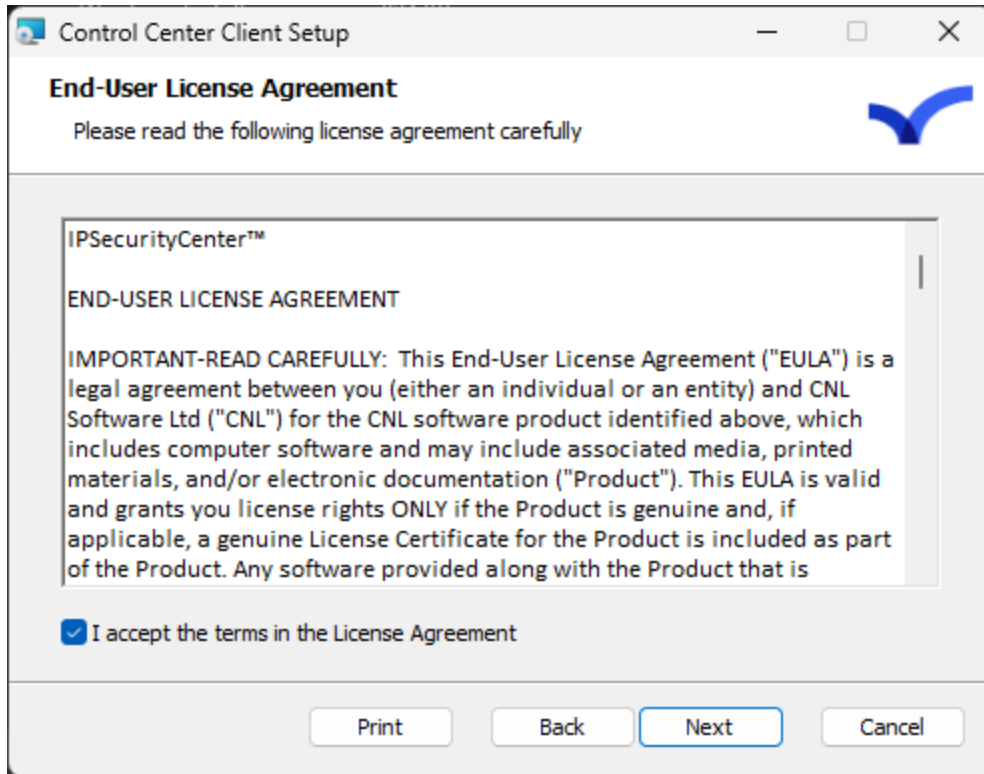 Control Center Client Setup
End-User License Agreement
Please read the following license agreement carefully
IPSecurityCenter™
END-USER LICENSE AGREEMENT
IMPORTANT-READ CAREFULLY:  This End-User License Agreement ("EULA") is a
legal agreement between you (either an individual or an entity) and CNL
Software Ltd ("CNL") for the CNL software product identified above, which
includes computer software and may include associated media, printed
materials, and/or electronic documentation ("Product"). This EULA is valid
and grants you license rights ONLY if the Product is genuine and, if
applicable, a genuine License Certificate for the Product is included as part
of the Product. Any software provided along with the Product that is
I accept the terms in the License Agreement
Print
Back
Next
Cancel